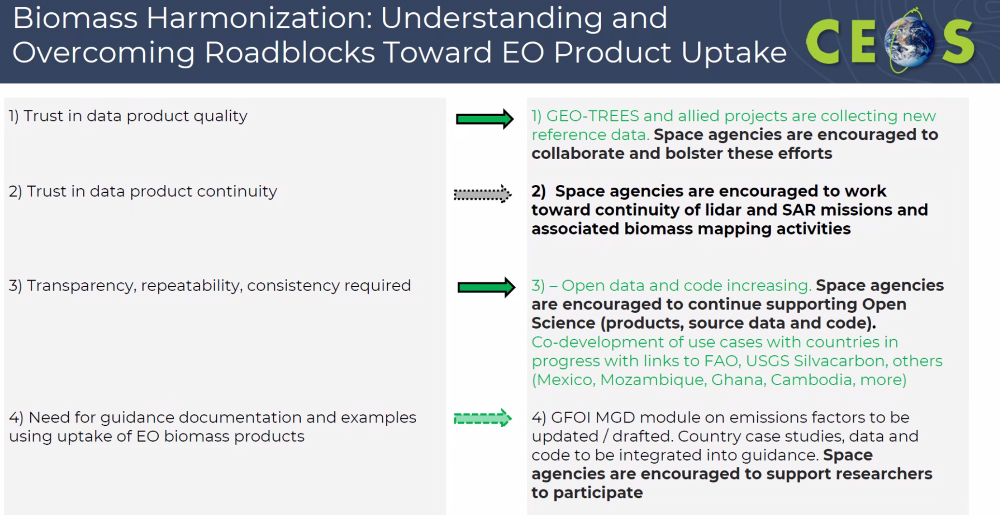 Biomass Harmonization: Understanding and
Overcoming Roadblocks Toward EO Product Uptake
CEOS
1) Trust in data product quality
1) GEO-TREES and allied projects are collecting new
reference data. Space agencies are encouraged to
collaborate and bolster these efforts
2) Trust in data product continuity
2) Space agencies are encouraged to work
toward continuity of lidar and SAR missions and
associated biomass mapping activities
3) Transparency, repeatability, consistency required
3) – Open data and code increasing. Space agencies
are encouraged to continue supporting Open
Science (products, source data and code).
Co-development of use cases with countries in
progress with links to FAO, USGS Silvacarbon, others
(Mexico, Mozambique, Ghana, Cambodia, more)
4) Need for guidance documentation and examples
using uptake of EO biomass products
4) GFOI MGD module on emissions factors to be
updated / drafted. Country case studies, data and
code to be integrated into guidance. Space
agencies are encouraged to support researchers
to participate